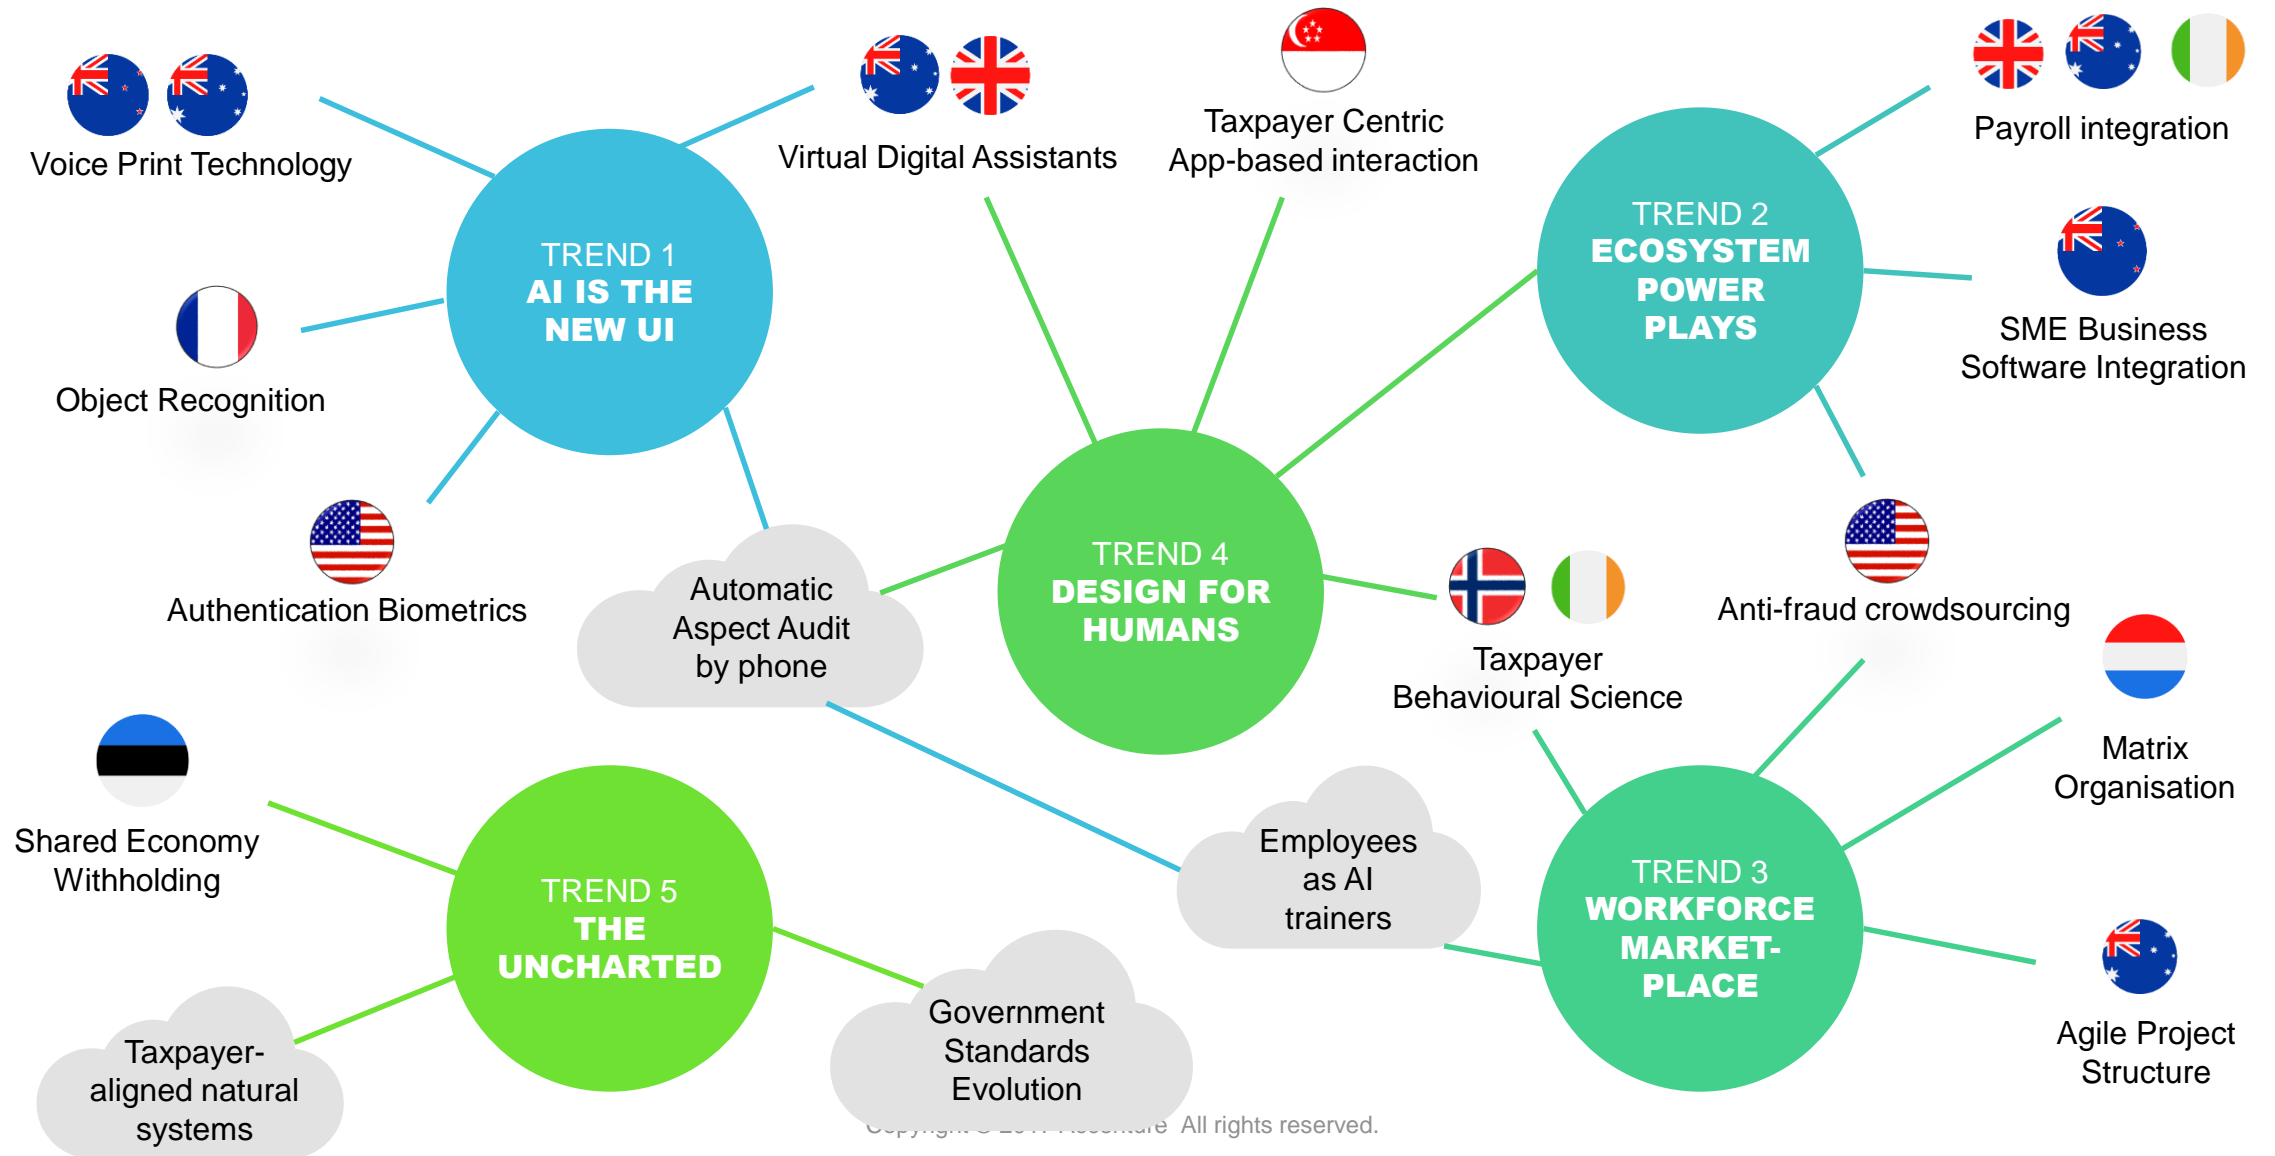 Voice Print Technology
Virtual Digital Assistants
Taxpayer Centric
App-based interaction
Payroll integration
TREND 1
AI IS THE
NEW UI
TREND 2
ECOSYSTEM
POWER
PLAYS
SME Business
Software Integration
Object Recognition
Authentication Biometrics
Automatic
Aspect Audit
by phone
TREND 4
DESIGN FOR
HUMANS
Taxpayer
Behavioural Science
Anti-fraud crowdsourcing
Matrix
Organisation
Shared Economy
Withholding
TREND 5
THE
UNCHARTED
Employees
as AI
trainers
TREND 3
WORKFORCE
MARKET-
PLACE
Taxpayer-
aligned natural
systems
Government
Standards
Evolution
Agile Project
Structure
Copyright © 2017 Accenture All rights reserved.